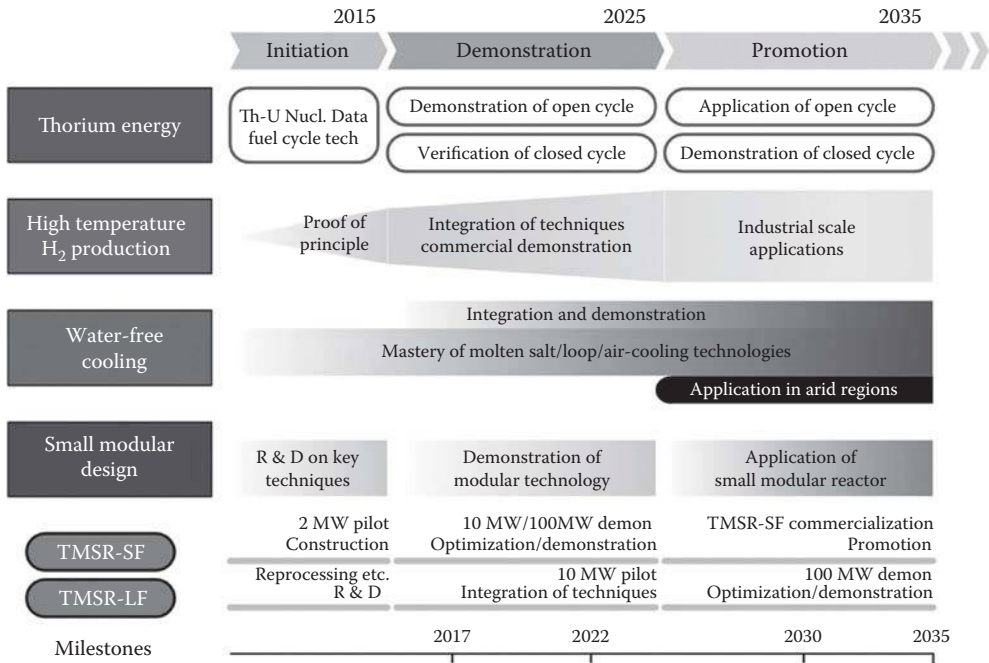 2015 2025 2035
Initiation Demonstration Promotion
Thorium energy
Th-U Nucl. Data
fuel cycle tech
Demonstration of open cycle
Verification of closed cycle
Application of open cycle
Demonstration of closed cycle
High temperature
H₂ production
Proof of
principle
Integration of techniques
commercial demonstration
Industrial scale
applications
Water-free
cooling
Integration and demonstration
Mastery of molten salt/loop/air-cooling technologies
Application in arid regions
Small modular
design
R & D on key
techniques
Demonstration of
modular technology
Application of
small modular reactor
TMSR-SF
2 MW pilot
Construction
10 MW/100MW demon
Optimization/demonstration
TMSR-SF commercialization
Promotion
TMSR-LF
Reprocessing etc.
R & D
10 MW pilot
Integration of techniques
100 MW demon
Optimization/demonstration
Milestones
2017 2022 2030 2035